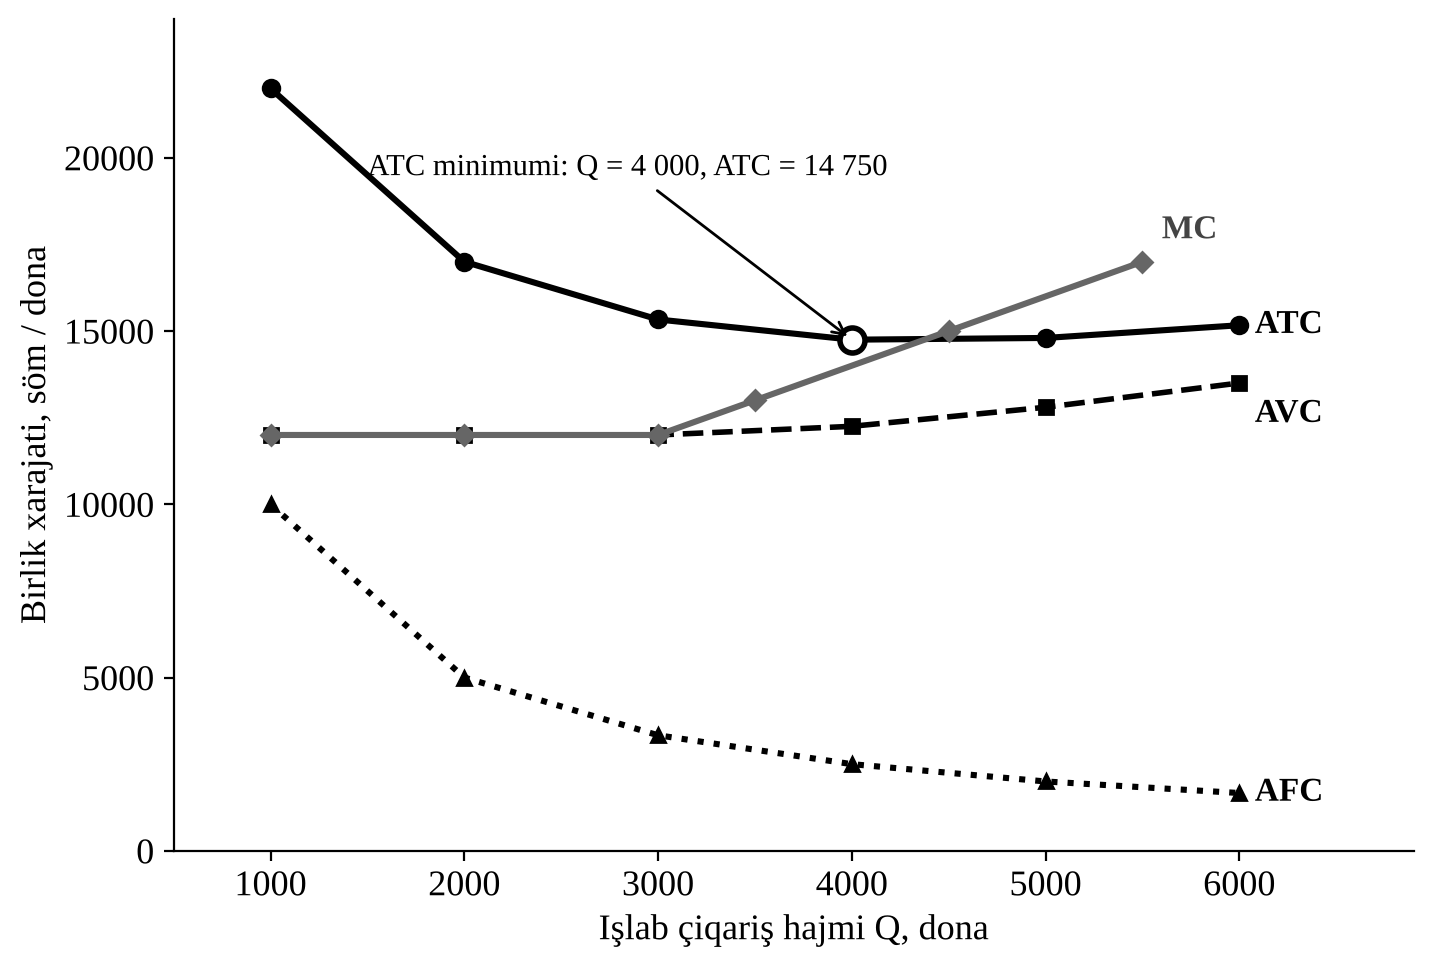 ATC minimumi: Q = 4 000, ATC = 14 750
MC
ATC
AVC
AFC
Birlik xarajati, söm / dona
20000
15000
10000
5000
0
1000 2000 3000 4000 5000 6000
Işlab çiqariş hajmi Q, dona